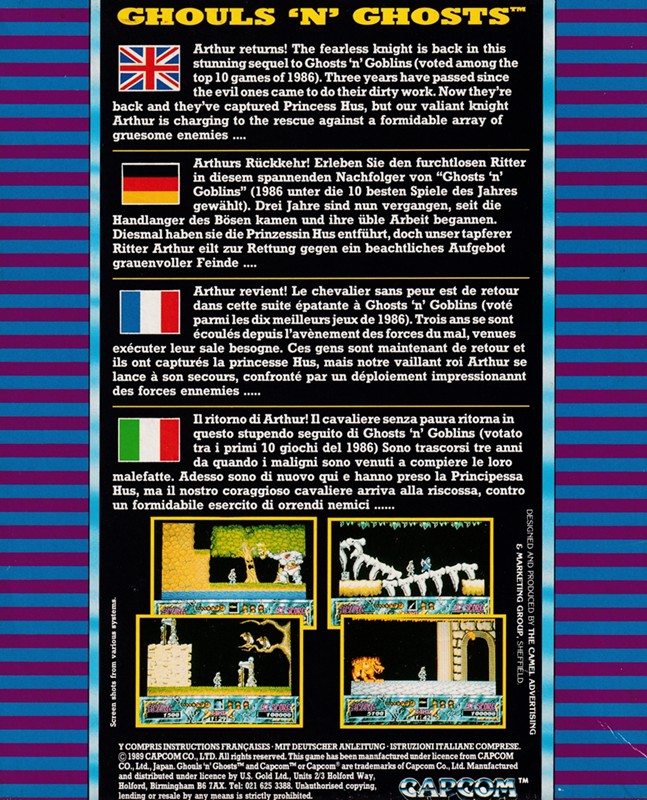 GHOULS 'N' GHOSTS™
Arthur returns! The fearless knight is back in this
stunning sequel to Ghosts 'n' Goblins (voted among the
top 10 games of 1986). Three years have passed since
the evil ones came to do their dirty work. Now they're
back and they've captured Princess Hus, but our valiant knight
Arthur is charging to the rescue against a formidable array of
gruesome enemies ....
Arthurs Rückkehr! Erleben Sie den furchtlosen Ritter
in diesem spannenden Nachfolger von "Ghosts 'n'
Goblins" (1986 unter die 10 besten Spiele des Jahres
gewählt). Drei Jahre sind nun vergangen, seit die
Handlanger des Bösen kamen und ihre üble Arbeit begannen.
Diesmal haben sie die Prinzessin Hus entführt, doch unser tapferer
Ritter Arthur eilt zur Rettung gegen ein beachtliches Aufgebot
grauenvoller Feinde ....
Arthur revient! Le chevalier sans peur est de retour
dans cette suite épatante à Ghosts 'n' Goblins (voté
parmi les dix meilleurs jeux de 1986). Trois ans se sont
écoulés depuis l'avènement des forces du mal, venues
exécuter leur sale besogne. Ces gens sont maintenant de retour et
ils ont capturés la princesse Hus, mais notre vaillant roi Arthur se
lance à son secours, confronté par un déploiement impressionannt
des forces ennemies .....
Il ritorno di Arthur! Il cavaliere senza paura ritorna in
questo stupendo seguito di Ghosts 'n' Goblins (votato
tra i primi 10 giochi del 1986) Sono trascorsi tre anni
da quando i maligni sono venuti a compiere le loro
malefatte. Adesso sono di nuovo qui e hanno preso la Principessa
Hus, ma il nostro coraggioso cavaliere arriva alla riscossa, contro
un formidabile esercito di orrendi nemici ......
Screen shots from various systems.
DESIGNED AND PRODUCED BY THE CAMEL ADVERTISING
& MARKETING GROUP, SHEFFIELD.
Y COMPRIS INSTRUCTIONS FRANÇAISES · MIT DEUTSCHER ANLEITUNG · ISTRUZIONI ITALIANE COMPRESE.
© 1989 CAPCOM CO., LTD. All rights reserved. This game has been manufactured under licence from CAPCOM
CO., Ltd., Japan. Ghouls 'n' Ghosts™ and Capcom™ or Capcom® are trademarks of Capcom Co., Ltd. Manufactured
and distributed under licence by U.S. Gold Ltd., Units 2/3 Holford Way,
Holford, Birmingham B6 7AX. Tel: 021 625 3388. Unauthorised copying,
lending or resale by any means is strictly prohibited.
CAPCOM™